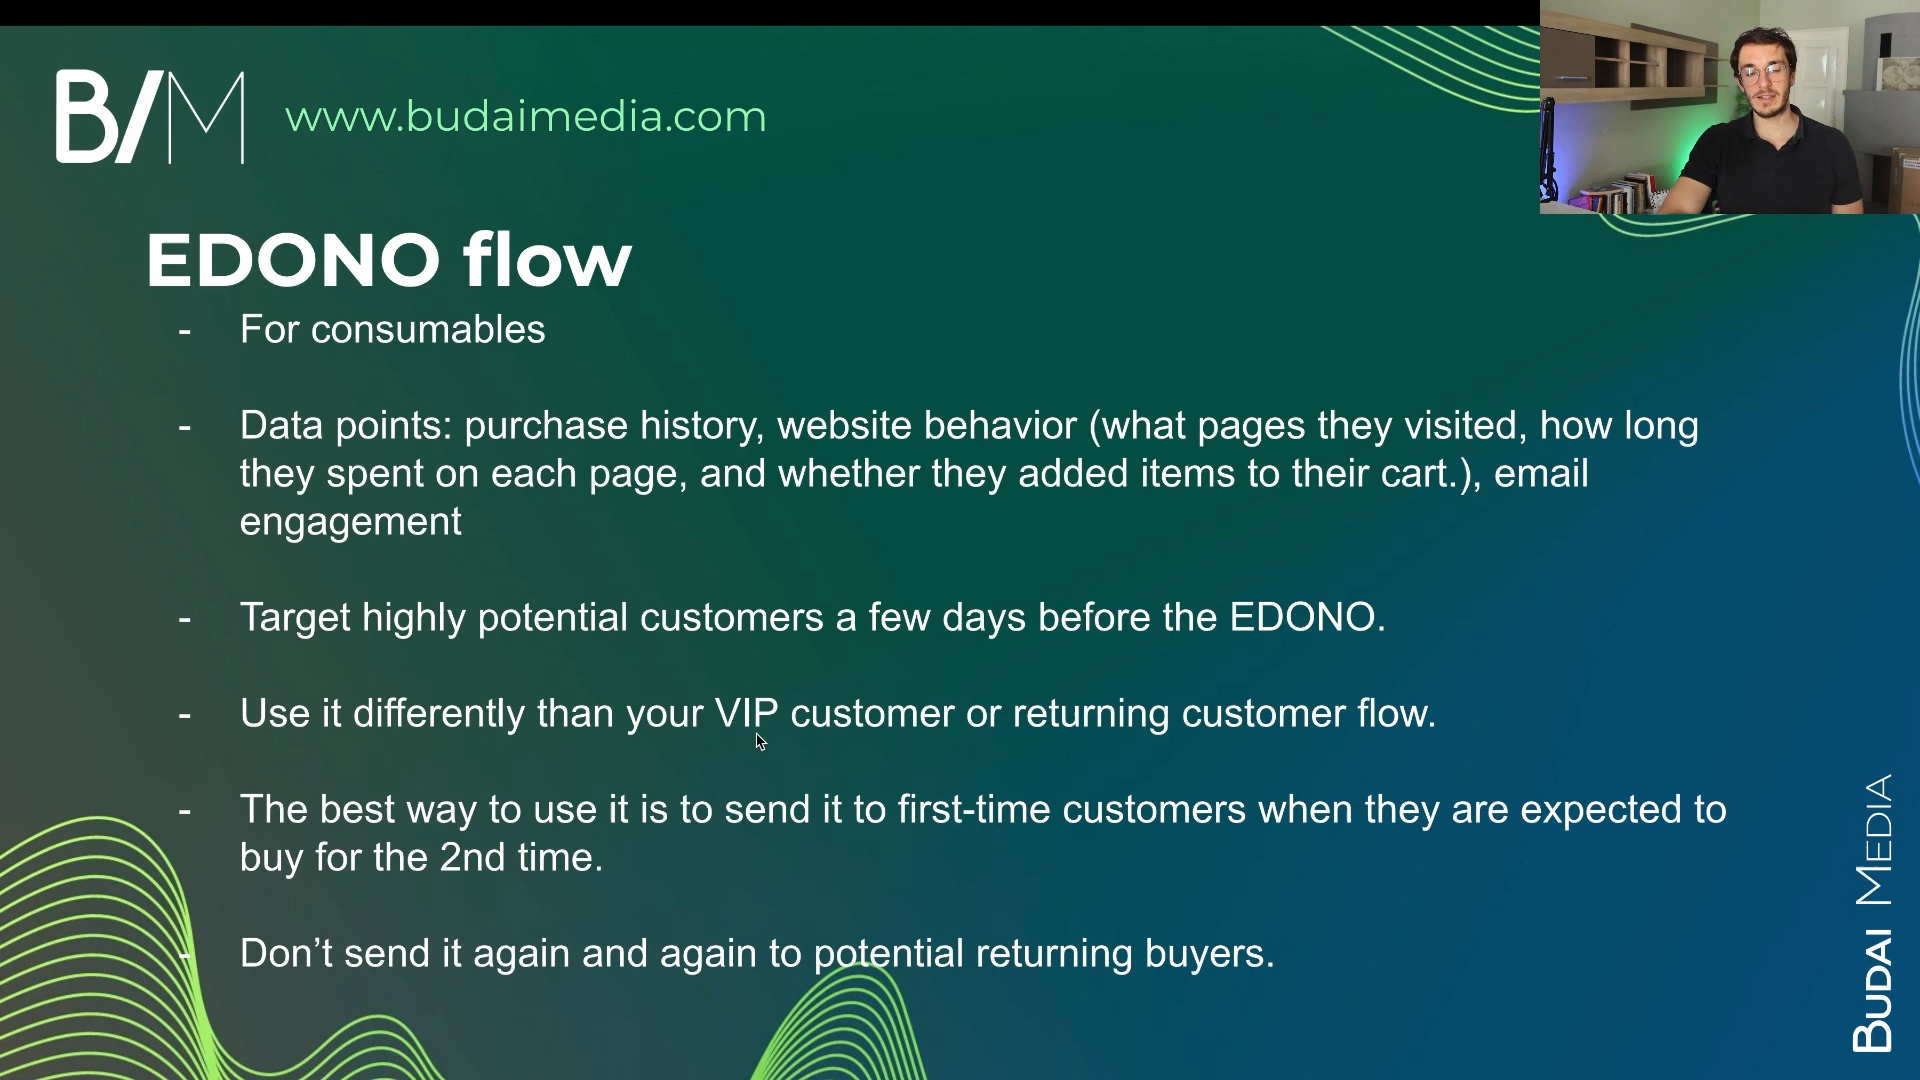 B/M www.budaimedia.com
EDONO flow
- For consumables
- Data points: purchase history, website behavior (what pages they visited, how long
they spent on each page, and whether they added items to their cart.), email
engagement
- Target highly potential customers a few days before the EDONO.
- Use it differently than your VIP customer or returning customer flow.
- The best way to use it is to send it to first-time customers when they are expected to
buy for the 2nd time.
- Don’t send it again and again to potential returning buyers.
BUDAI MEDIA